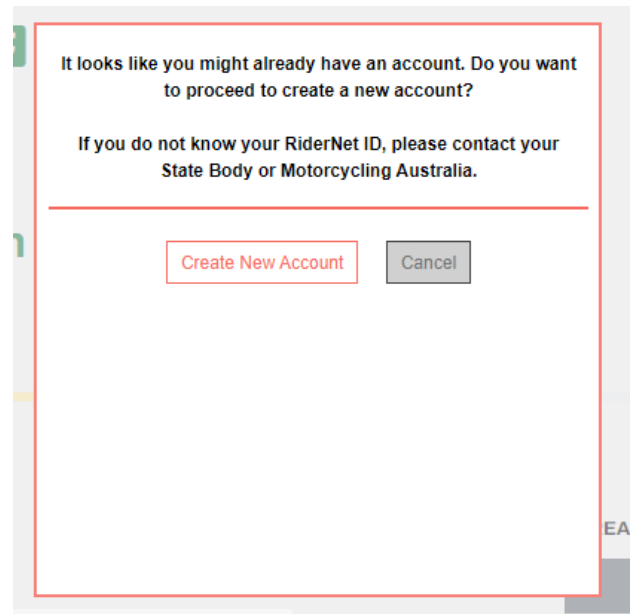 It looks like you might already have an account. Do you want
to proceed to create a new account?
If you do not know your RiderNet ID, please contact your
State Body or Motorcycling Australia.
Create New Account
Cancel